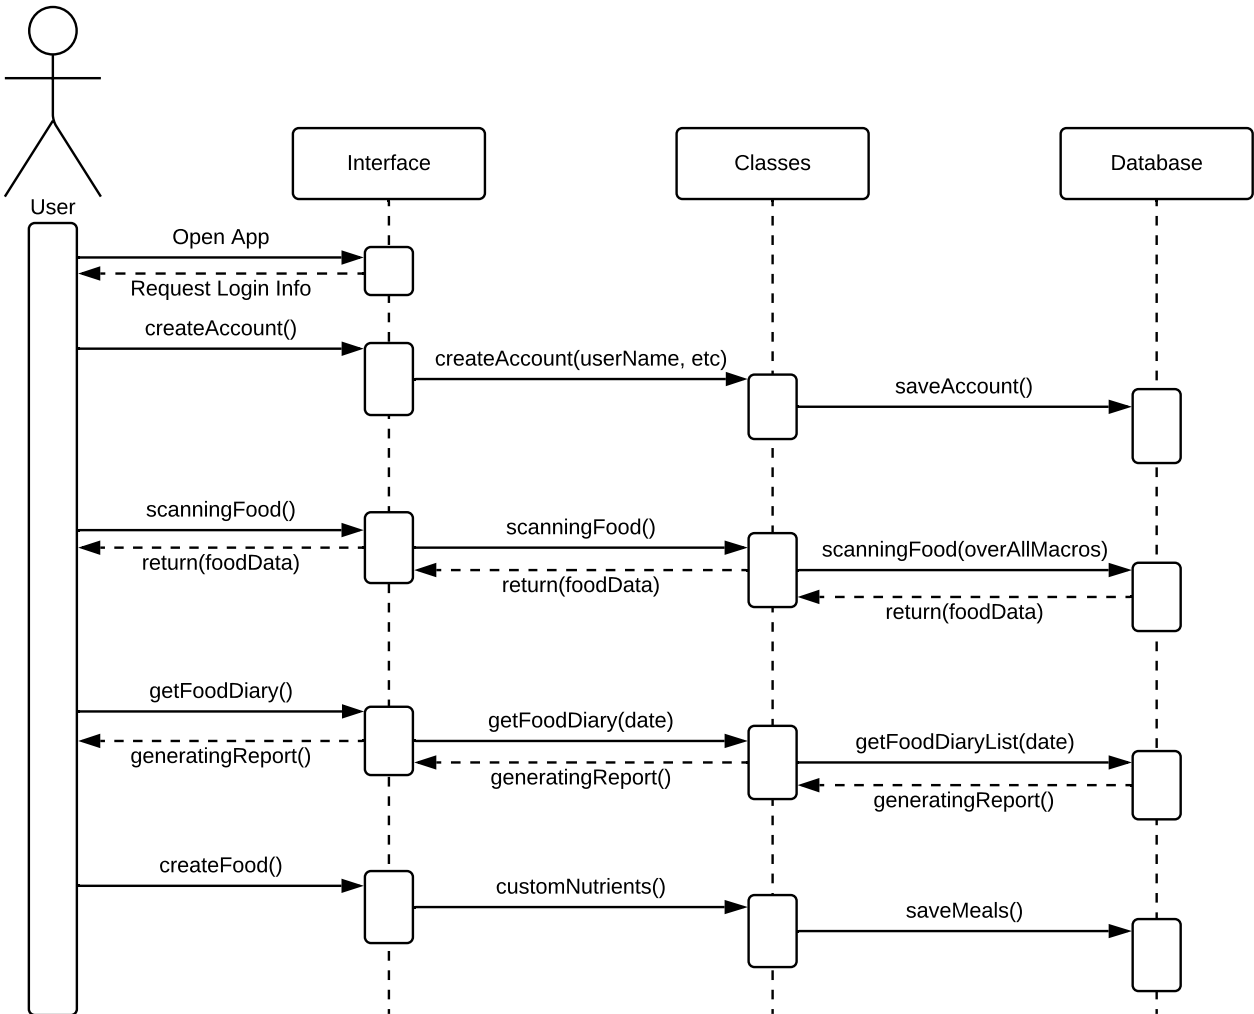 Interface
Classes
Database
User
Open App
Request Login Info
createAccount()
createAccount(userName, etc)
saveAccount()
scanningFood()
scanningFood()
scanningFood(overAllMacros)
return(foodData)
return(foodData)
return(foodData)
getFoodDiary()
getFoodDiary(date)
getFoodDiaryList(date)
generatingReport()
generatingReport()
generatingReport()
createFood()
customNutrients()
saveMeals()